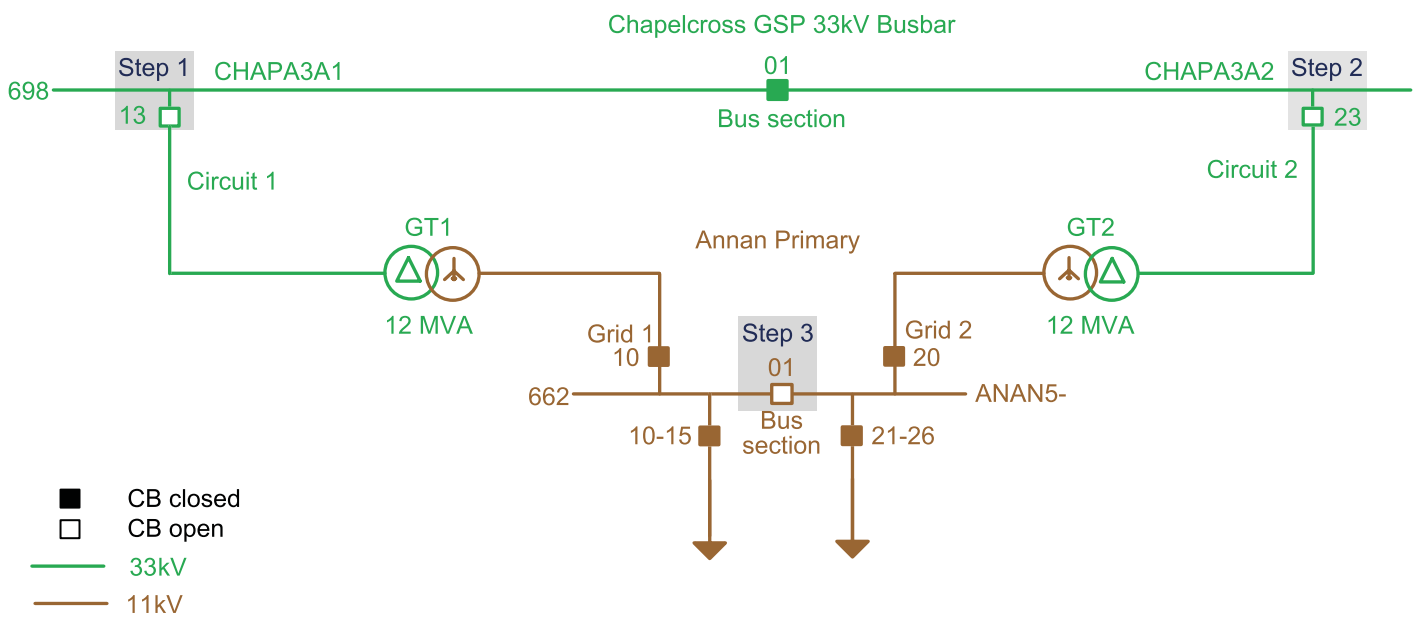 Chapelcross GSP 33kV Busbar
Step 1
CHAPA3A1
01
CHAPA3A2
Step 2
698
13
Bus section
23
Circuit 1
Circuit 2
GT1
Annan Primary
GT2
12 MVA
12 MVA
Grid 1
10
Step 3
01
Grid 2
20
662
ANAN5-
10-15
Bus
section
21-26
CB closed
CB open
33kV
11kV